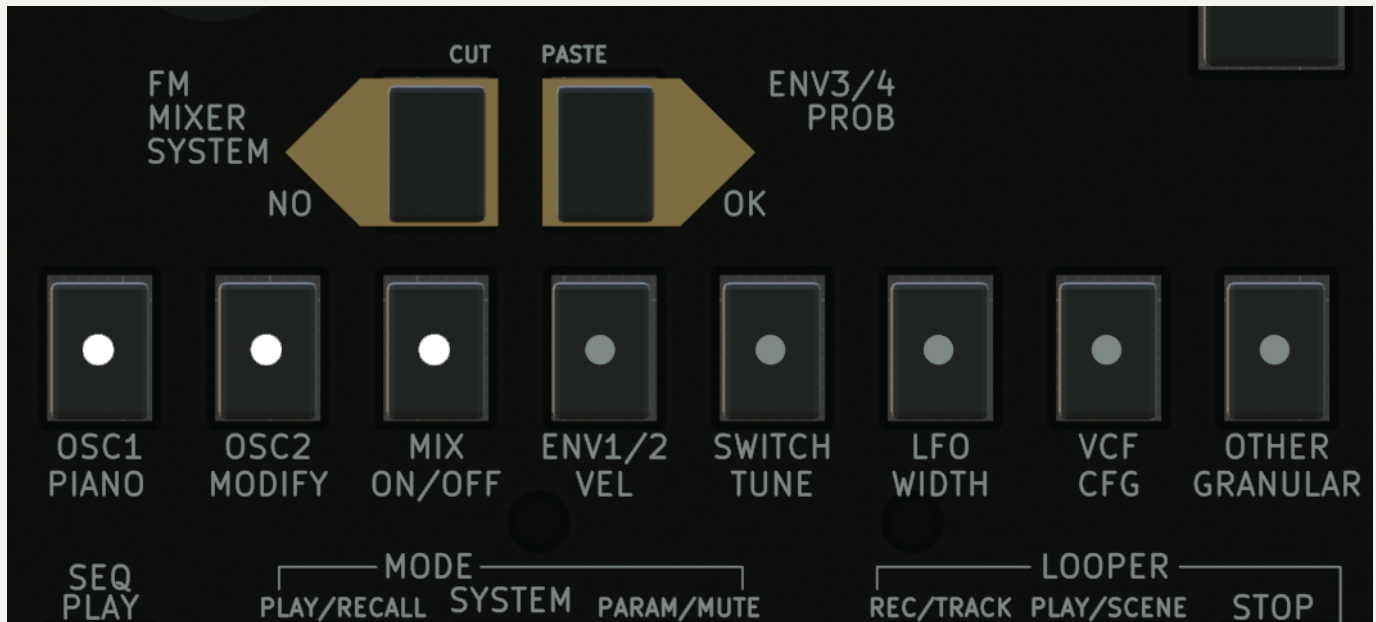 CUT PASTE
FM
MIXER
SYSTEM
ENV3/4
PROB
NO
OK
OSC1 OSC2 MIX ENV1/2 SWITCH LFO VCF OTHER
PIANO MODIFY ON/OFF VEL TUNE WIDTH CFG GRANULAR
SEQ MODE LOOPER
PLAY PLAY/RECALL SYSTEM PARAM/MUTE REC/TRACK PLAY/SCENE STOP